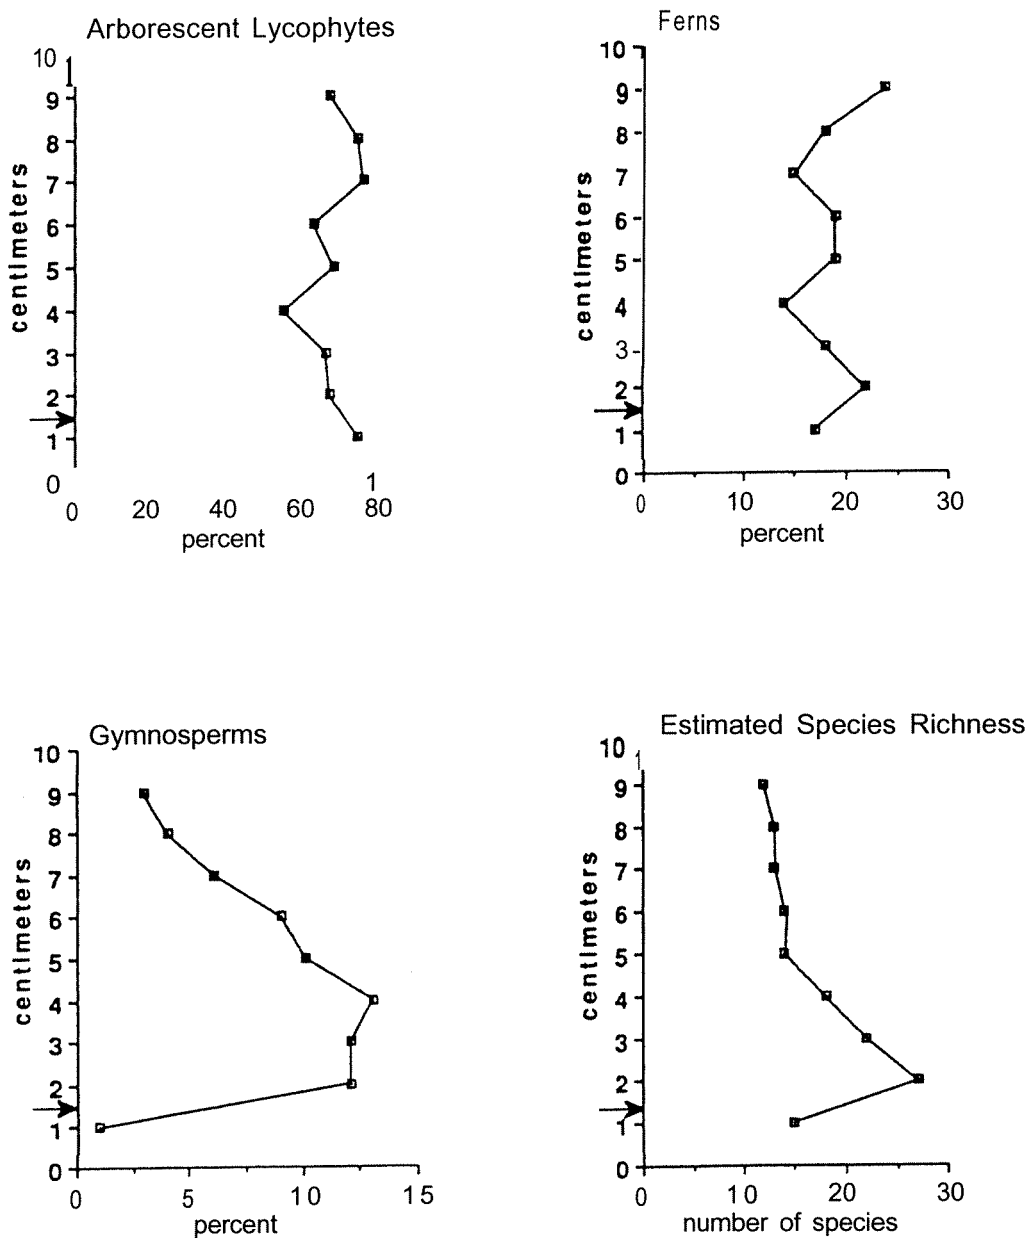 Arborescent Lycophytes
10
9
8
7
6
5
4
3
2
1
0
centimeters
1
0 20 40 60 80
percent
Ferns
10
9
8
7
6
5
4
3
2
1
0
centimeters
0 10 20 30
percent
Gymnosperms
10
9
8
7
6
5
4
3
2
1
0
centimeters
0 5 10 15
percent
Estimated Species Richness
10
9
8
7
6
5
4
3
2
1
0
centimeters
0 10 20 30
number of species